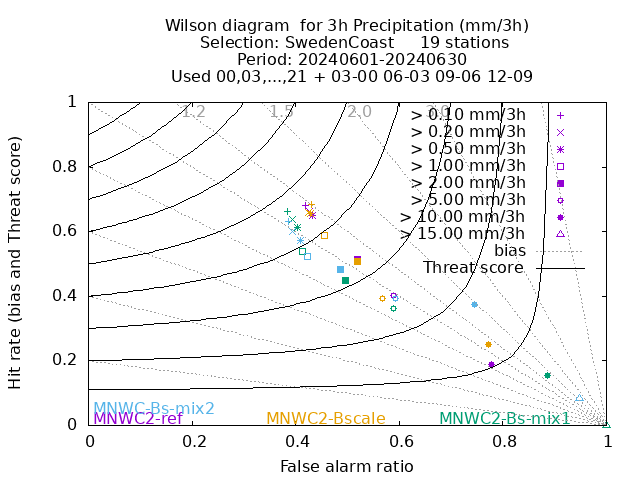 Wilson diagram  for 3h Precipitation (mm/3h)
Selection: SwedenCoast     19 stations
Period: 20240601-20240630
Used 00,03,...,21 + 03-00 06-03 09-06 12-09
1
0.8
0.6
0.4
0.2
0
Hit rate (bias and Threat score)
1.2 1.5 2.0 3.0
> 0.10 mm/3h
> 0.20 mm/3h
> 0.50 mm/3h
> 1.00 mm/3h
> 2.00 mm/3h
> 5.00 mm/3h
> 10.00 mm/3h
> 15.00 mm/3h
bias
Threat score
MNWC-Bs-mix2
MNWC2-ref MNWC2-Bscale MNWC2-Bs-mix1
0 0.2 0.4 0.6 0.8 1
False alarm ratio